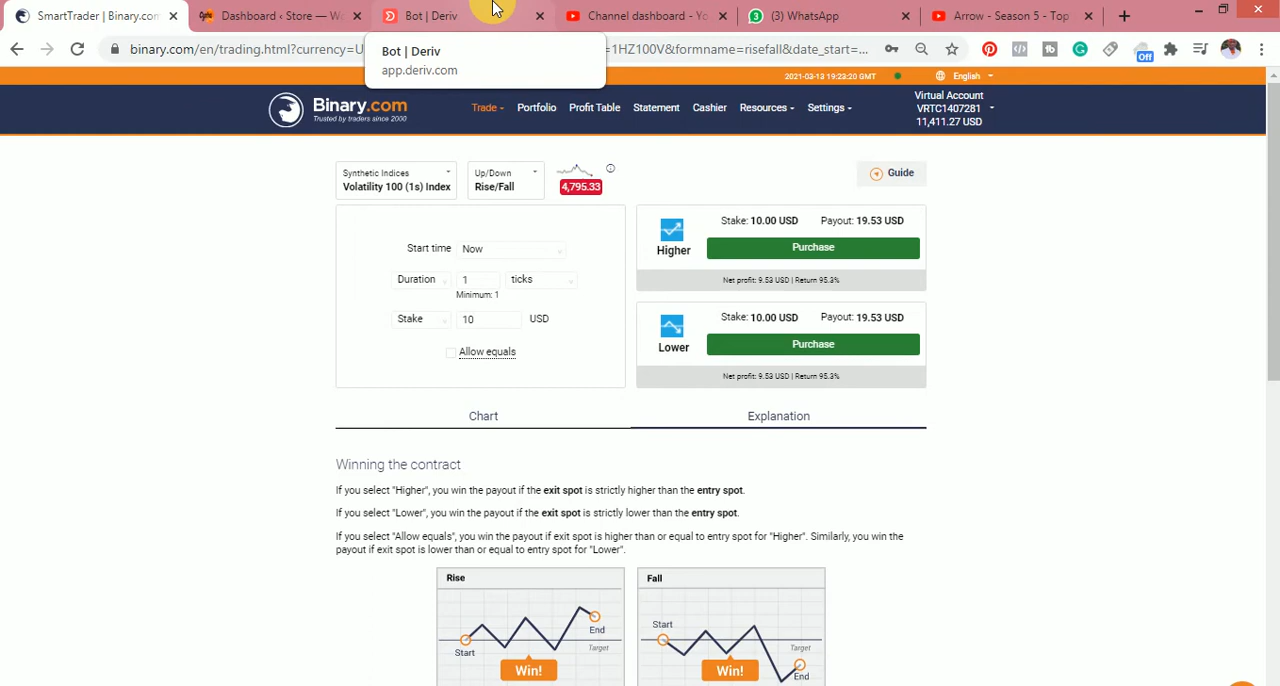 SmartTrader | Binary.com
Dashboard ‹ Store — W
Bot | Deriv
Channel dashboard - Yo
(3) WhatsApp
Arrow - Season 5 - Top
binary.com/en/trading.html?currency=U
1HZ100V&formname=risefall&date_start=...
Off
Bot | Deriv
app.deriv.com
2021-03-13 19:23:20 GMT
English
Binary.com
Trusted by traders since 2000
Trade
Portfolio
Profit Table
Statement
Cashier
Resources
Settings
Virtual Account
VRTC1407281
11,411.27 USD
Synthetic Indices
Volatility 100 (1s) Index
Up/Down
Rise/Fall
4,795.33
Guide
Start time Now
Duration 1 ticks
Minimum: 1
Stake 10 USD
Allow equals
Higher
Stake: 10.00 USD Payout: 19.53 USD
Purchase
Net profit: 9.53 USD | Return 95.3%
Lower
Stake: 10.00 USD Payout: 19.53 USD
Purchase
Net profit: 9.53 USD | Return 95.3%
Chart
Explanation
Winning the contract
If you select "Higher", you win the payout if the exit spot is strictly higher than the entry spot.
If you select "Lower", you win the payout if the exit spot is strictly lower than the entry spot.
If you select "Allow equals", you win the payout if exit spot is higher than or equal to entry spot for "Higher". Similarly, you win the
payout if exit spot is lower than or equal to entry spot for "Lower".
Rise
Start
End
Target
Win!
Fall
Start
Target
End
Win!